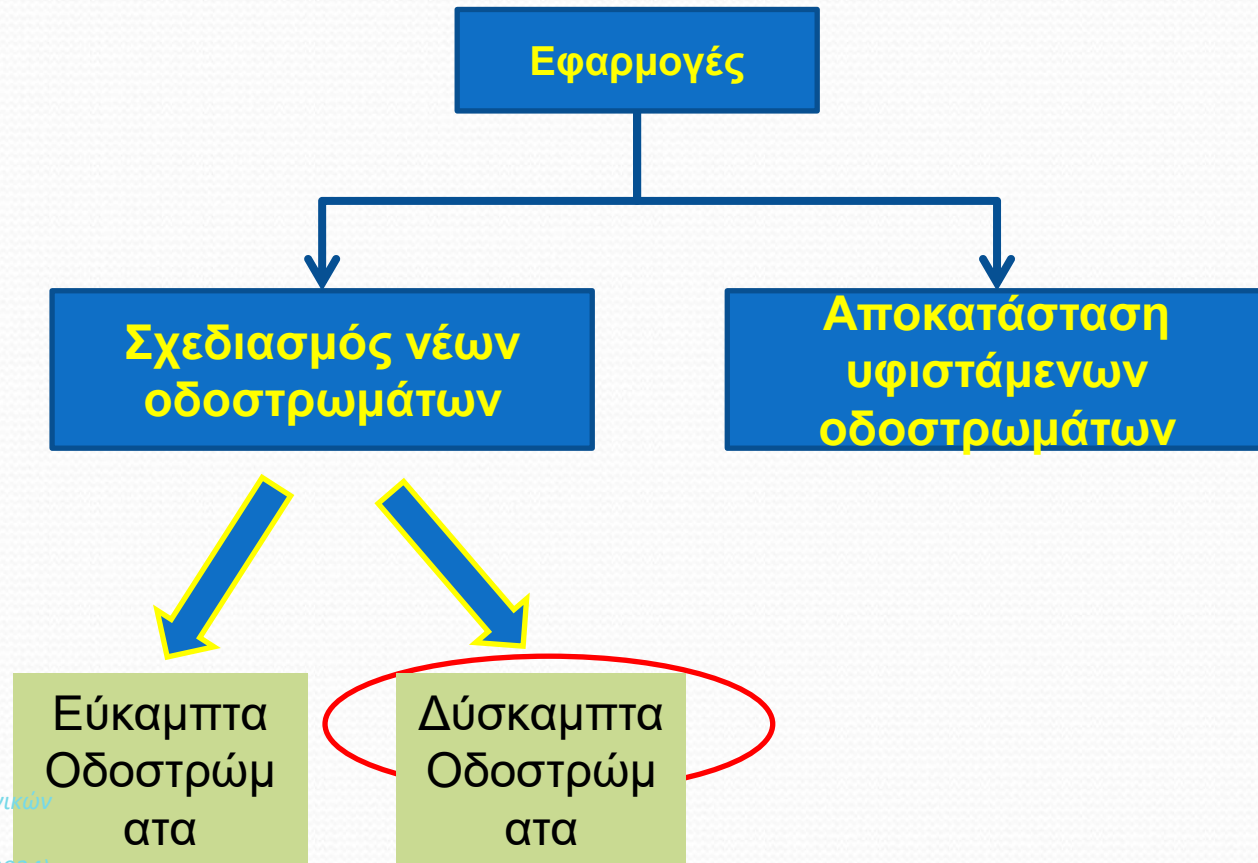 Εφαρμογές
Σχεδιασμός νέων
οδοστρωμάτων
Αποκατάσταση
υφιστάμενων
οδοστρωμάτων
Εύκαμπτα
Οδοστρώμ
ατα
Δύσκαμπτα
Οδοστρώμ
ατα